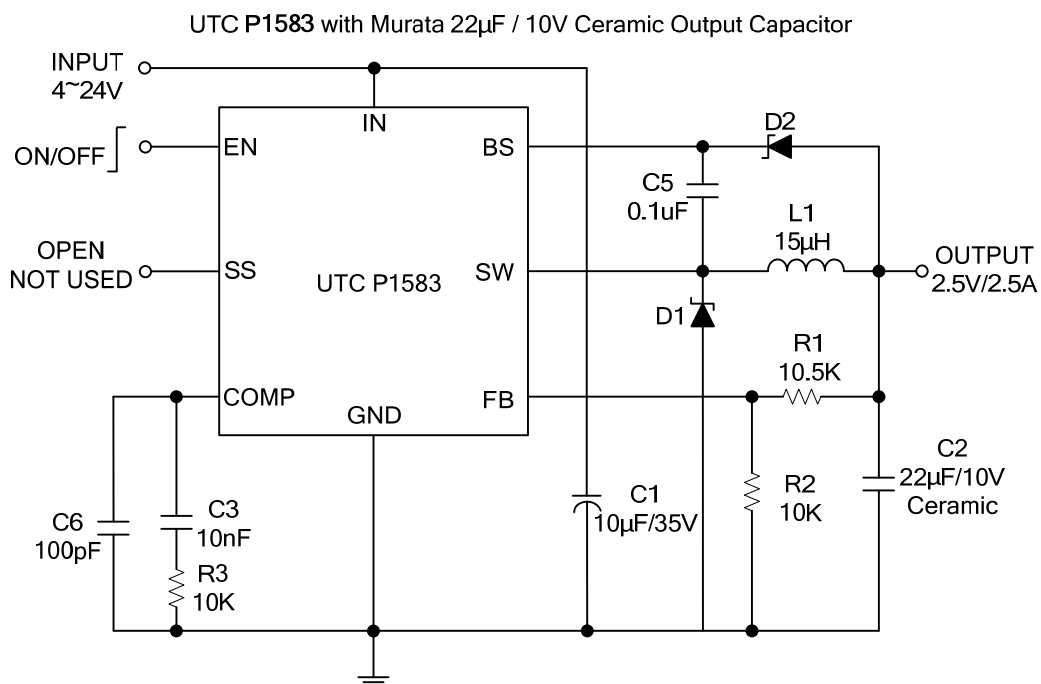 UTC P1583 with Murata 22µF / 10V Ceramic Output Capacitor
INPUT
4~24V
IN
D2
EN
BS
ON/OFF
C5
0.1uF
L1
15µH
OPEN
NOT USED
SS
UTC P1583
SW
OUTPUT
2.5V/2.5A
D1
R1
10.5K
COMP
GND
FB
C2
22µF/10V
Ceramic
C6
100pF
C3
10nF
C1
10µF/35V
R2
10K
R3
10K